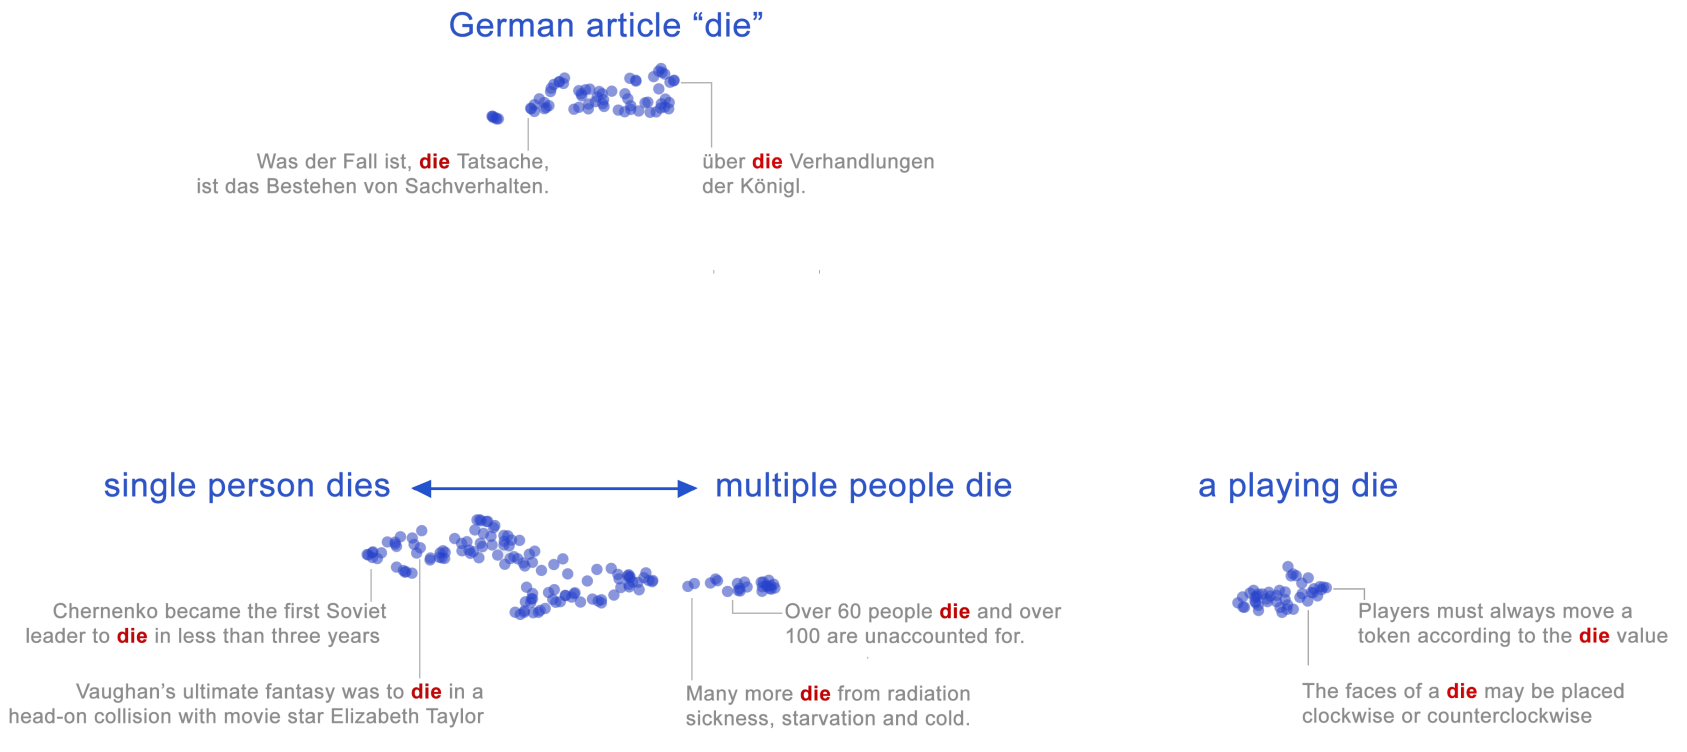 German article “die”
Was der Fall ist, die Tatsache,
ist das Bestehen von Sachverhalten.
über die Verhandlungen
der Königl.
single person dies
multiple people die
a playing die
Chernenko became the first Soviet
leader to die in less than three years
Vaughan’s ultimate fantasy was to die in a
head-on collision with movie star Elizabeth Taylor
Over 60 people die and over
100 are unaccounted for.
Many more die from radiation
sickness, starvation and cold.
Players must always move a
token according to the die value
The faces of a die may be placed
clockwise or counterclockwise